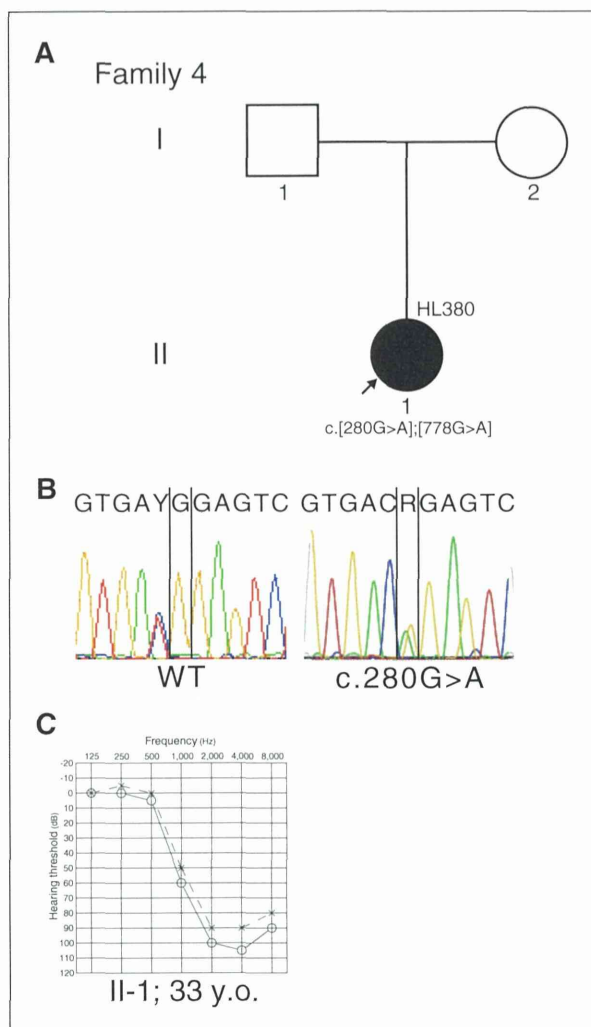 A
Family 4
I
1
2
HL380
II
1
c.[280G>A];[778G>A]
B
GTGAYGGAGTC GTGACRGAGTC
WT c.280G>A
C
Frequency (Hz)
125 250 500 1,000 2,000 4,000 8,000
Hearing threshold (dB)
-20
-10
0
10
20
30
40
50
60
70
80
90
100
110
120
II-1; 33 y.o.